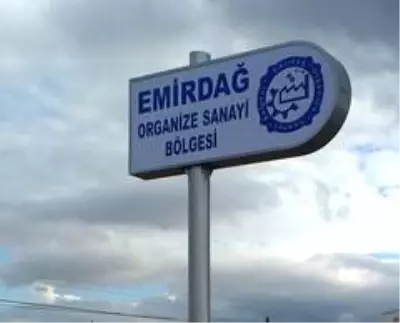 EMİRDAĞ
ORGANİZE SANAYİ
BÖLGESİ